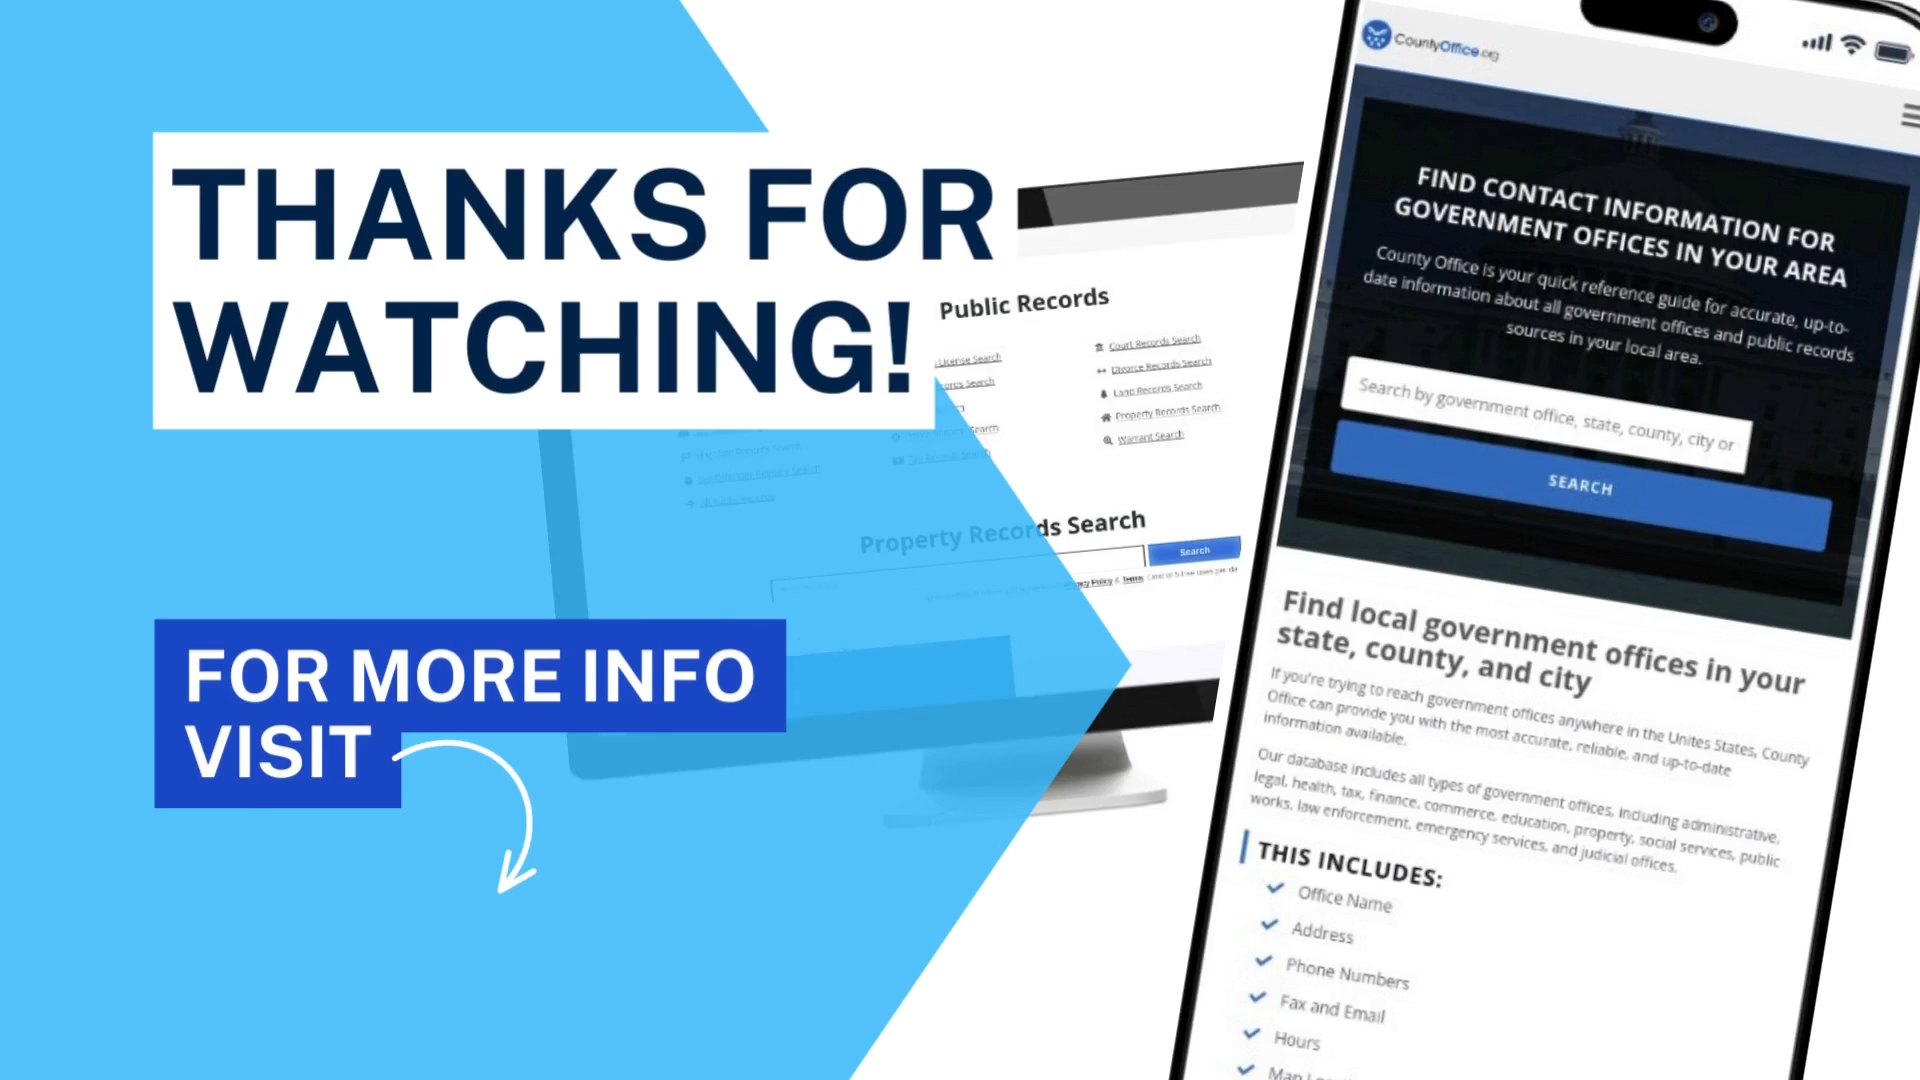 THANKS FOR
WATCHING!
FOR MORE INFO
VISIT
Public Records
License Search
Search
Search
Court Records Search
Divorce Records Search
Land Records Search
Property Records Search
Warrant Search
Property Records Search
Search
Privacy Policy & Terms
CountyOffice.org
FIND CONTACT INFORMATION FOR
GOVERNMENT OFFICES IN YOUR AREA
County Office is your quick reference guide for accurate, up-to-
date information about all government offices and public records
sources in your local area.
Search by government office, state, county, city or
SEARCH
Find local government offices in your
state, county, and city
If you're trying to reach government offices anywhere in the Unites States, County
Office can provide you with the most accurate, reliable, and up-to-date
information available.
Our database includes all types of government offices, including administrative,
legal, health, tax, finance, commerce, education, property, social services, public
works, law enforcement, emergency services, and judicial offices.
THIS INCLUDES:
Office Name
Address
Phone Numbers
Fax and Email
Hours